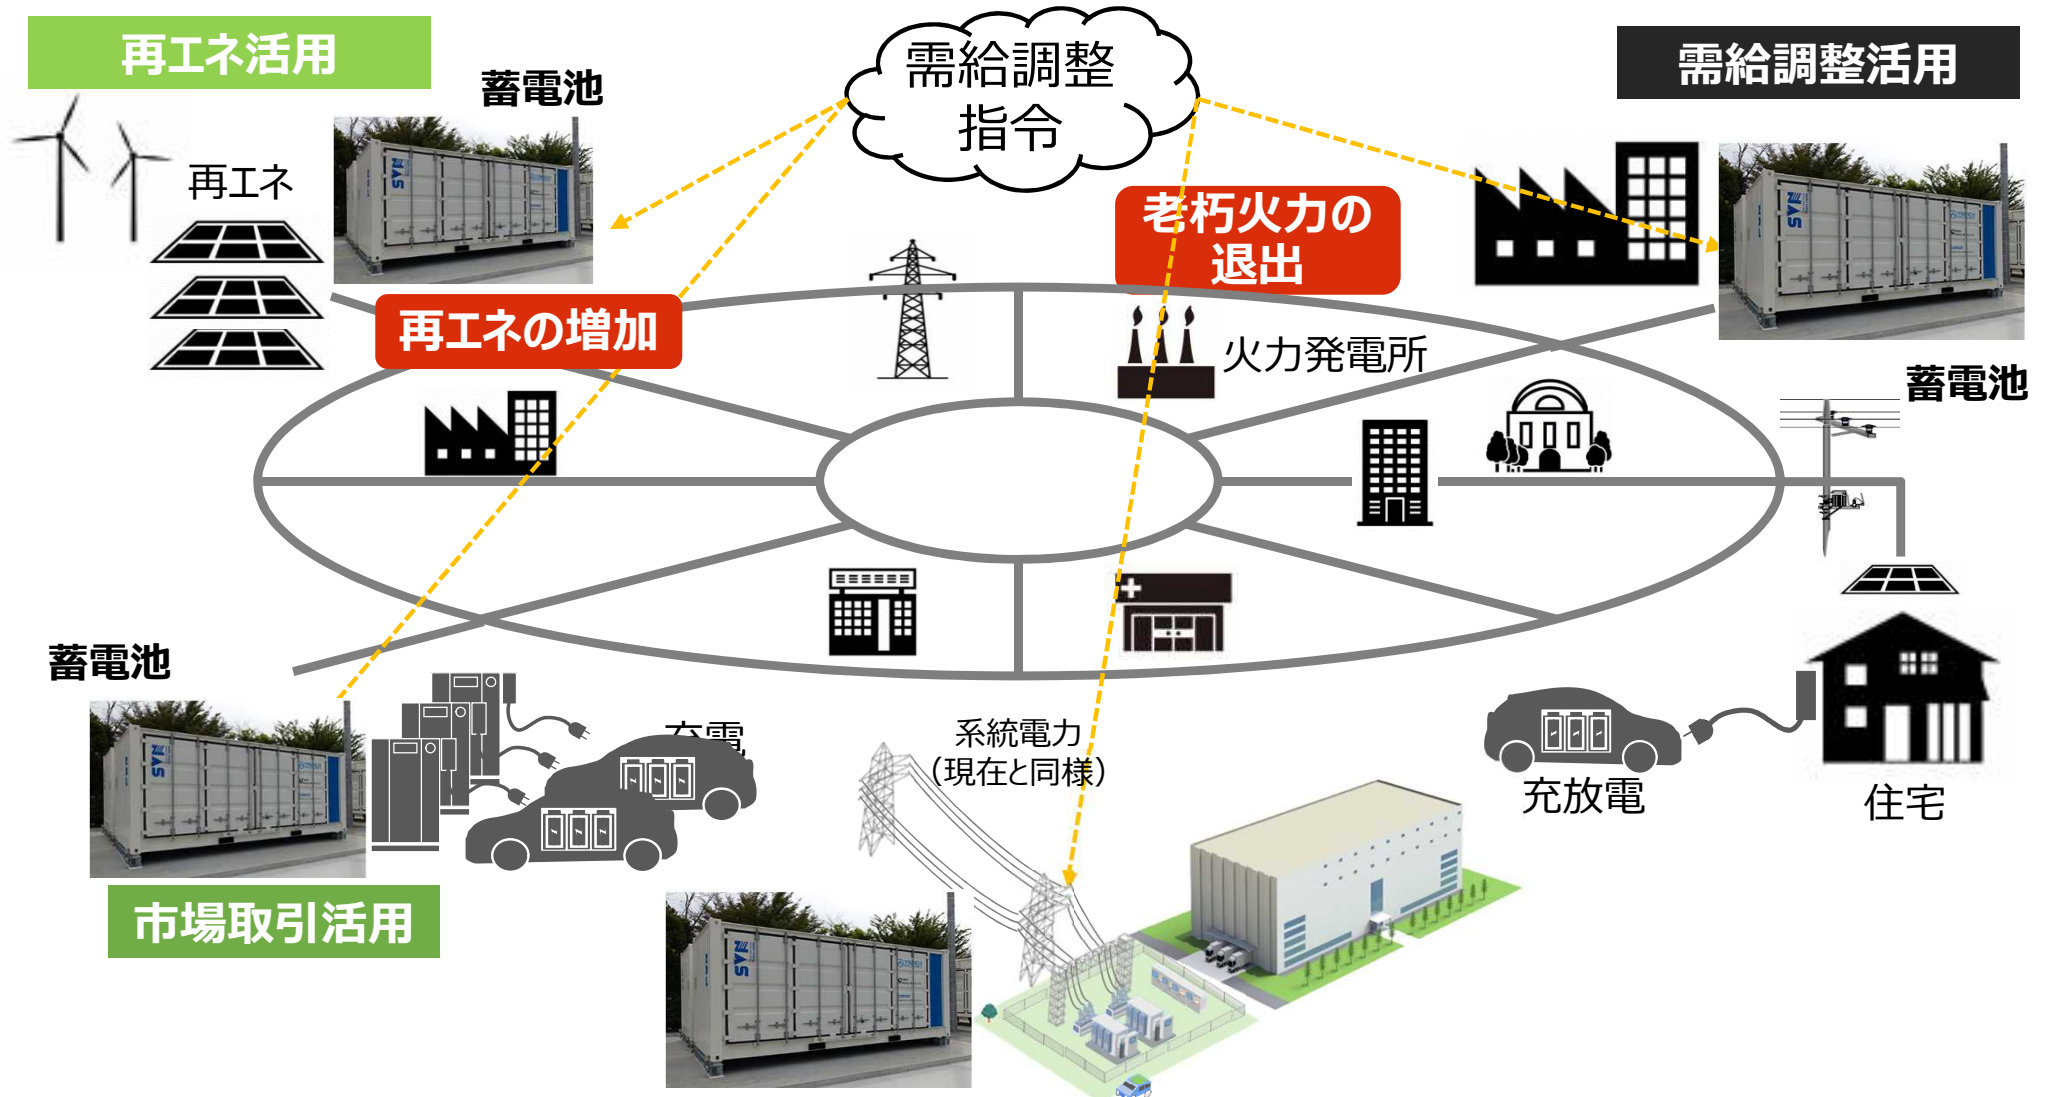 再エネ活用
需給調整
指令
需給調整活用
蓄電池
再エネ
老朽火力の
退出
再エネの増加
火力発電所
蓄電池
蓄電池
充電
系統電力
（現在と同様）
充放電
住宅
市場取引活用